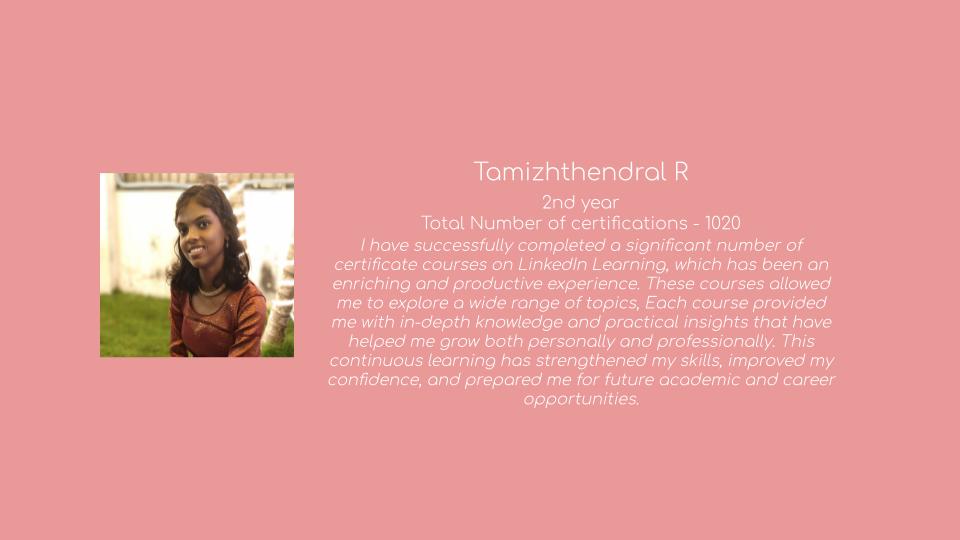 Tamizhthendral R
2nd year
Total Number of certifications - 1020
I have successfully completed a significant number of
certificate courses on LinkedIn Learning, which has been an
enriching and productive experience. These courses allowed
me to explore a wide range of topics, Each course provided
me with in-depth knowledge and practical insights that have
helped me grow both personally and professionally. This
continuous learning has strengthened my skills, improved my
confidence, and prepared me for future academic and career
opportunities.